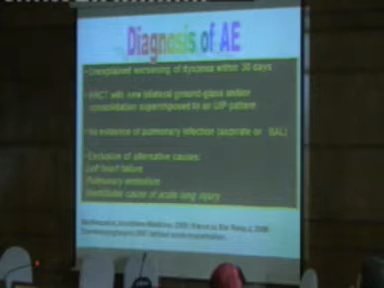 Diagnosis of AE
Unexplained worsening of dyspnea within 30 days
HRCT with new bilateral ground-glass and/or
consolidation superimposed to an UIP pattern
No evidence of pulmonary infection (aspirate or BAL)
Exclusion of alternative causes:
Left heart failure
Pulmonary embolism
Identifiable cause of acute lung injury